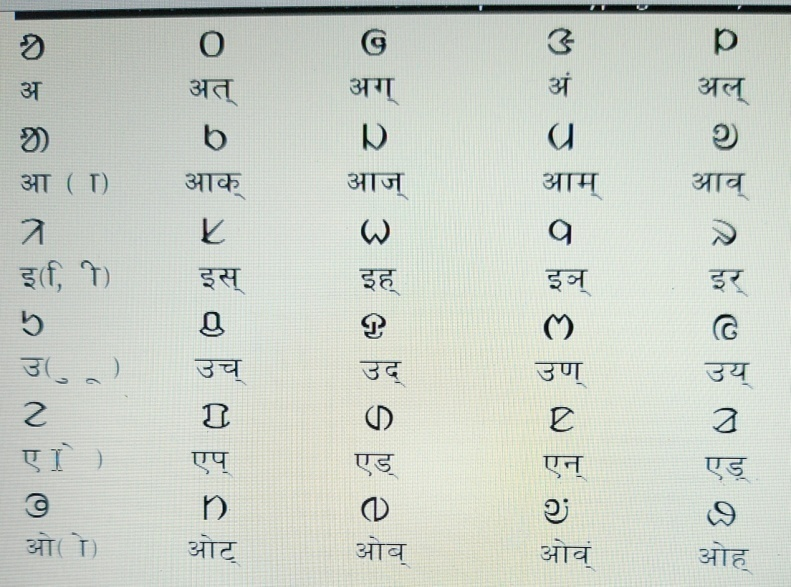 ᱚ ᱛ ᱜ ᱝ ᱞ
अ अत् अग् अं अल्
ᱟ ᱠ ᱡ ᱢ ᱣ
आ ( ा) आक् आज् आम् आव्
ᱤ ᱥ ᱦ ᱧ ᱨ
इ(ि, ी) इस् इह् इञ् इर्
ᱩ ᱪ ᱫ ᱬ ᱭ
उ(ु ू ) उच् उद् उण् उय्
ᱮ ᱯ ᱰ ᱱ ᱲ
ए ( े ) एप् एड् एन् एड़्
ᱳ ᱴ ᱵ ᱶ ᱷ
ओ( ो) ओट् ओब् ओवं् ओह्